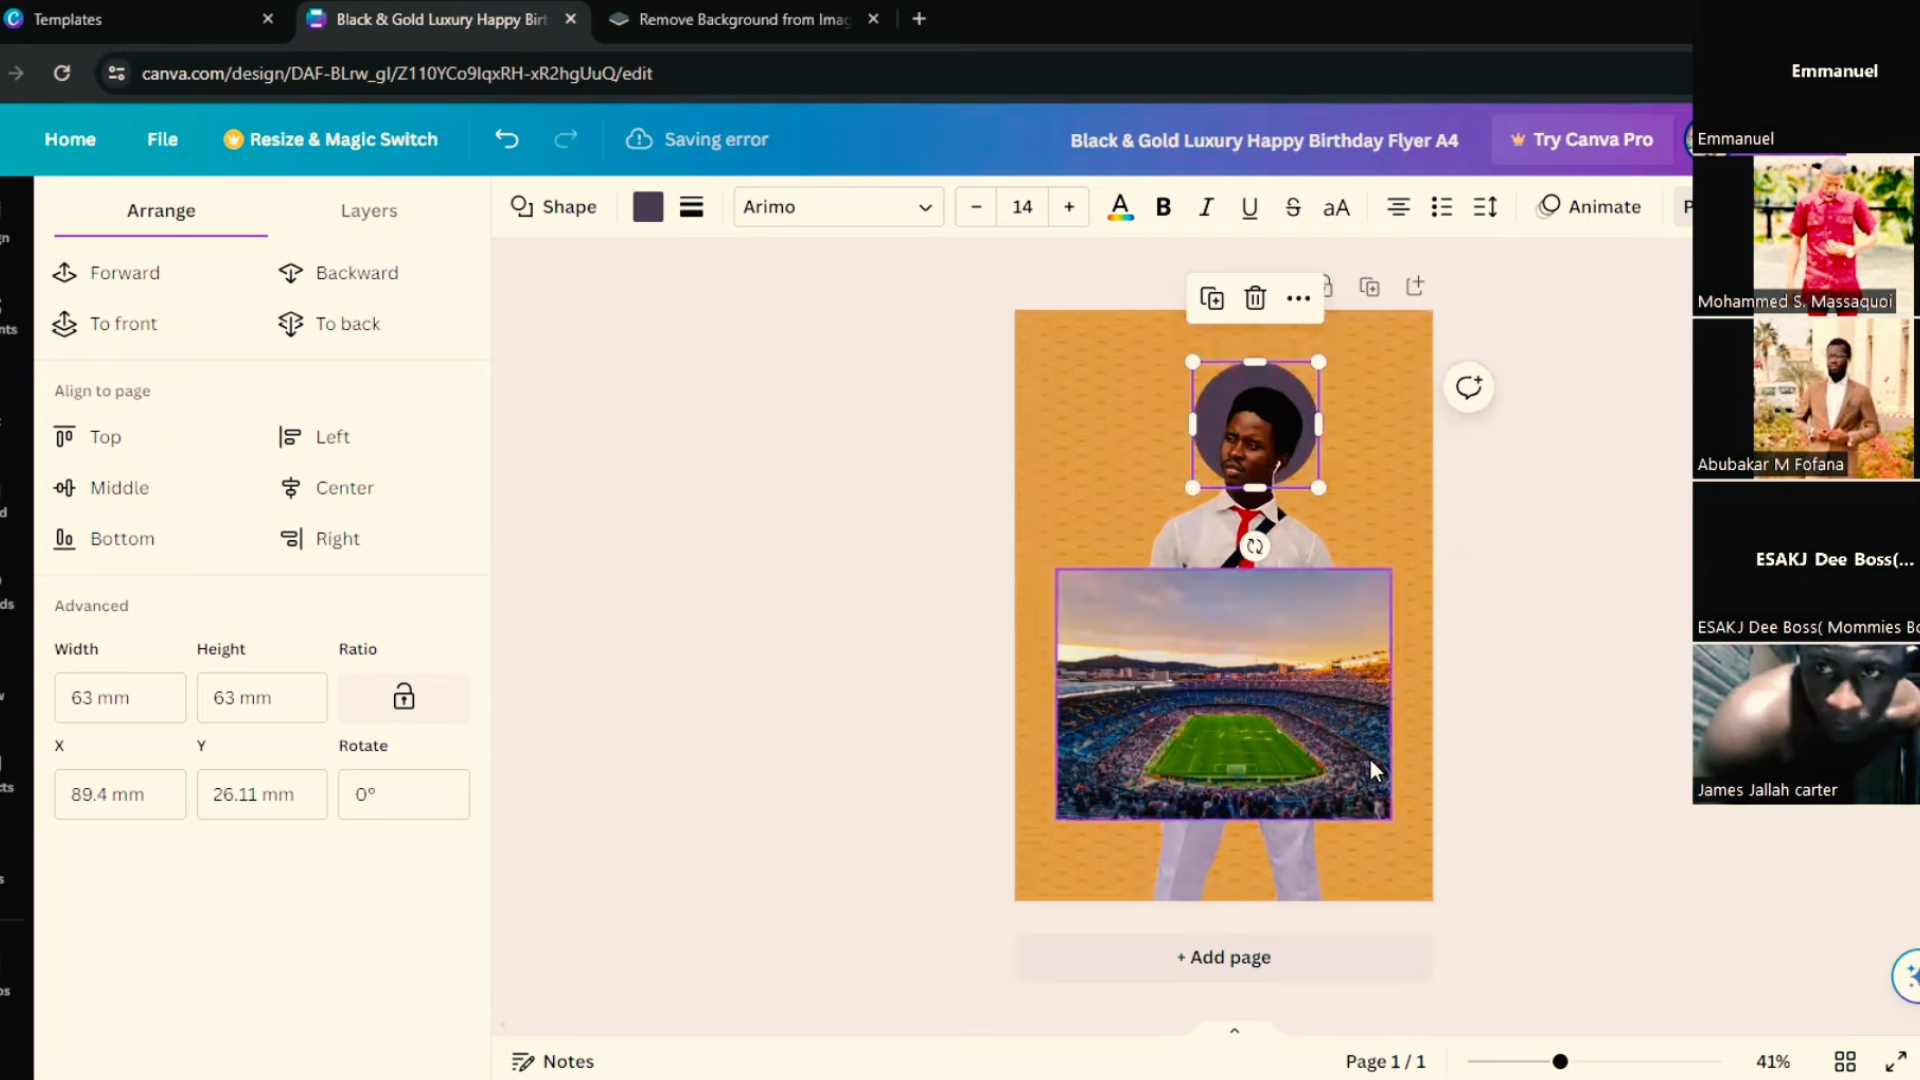 Templates
Black & Gold Luxury Happy Birt
Remove Background from Imag
canva.com/design/DAF-BLrw_gI/Z110YCo9IqxRH-xR2hgUuQ/edit
Emmanuel
Home
File
Resize & Magic Switch
Saving error
Black & Gold Luxury Happy Birthday Flyer A4
Try Canva Pro
Emmanuel
Arrange
Layers
Shape
Arimo
14
B
I
U
S
aA
Animate
P
Forward
Backward
To front
To back
Mohammed S. Massaquoi
Align to page
Top
Left
Middle
Center
Bottom
Right
Abubakar M Fofana
ESAKJ Dee Boss(...
ESAKJ Dee Boss( Mommies Bo
Advanced
Width
Height
Ratio
63 mm
63 mm
X
Y
Rotate
89.4 mm
26.11 mm
0°
James Jallah carter
+ Add page
Notes
Page 1 / 1
41%